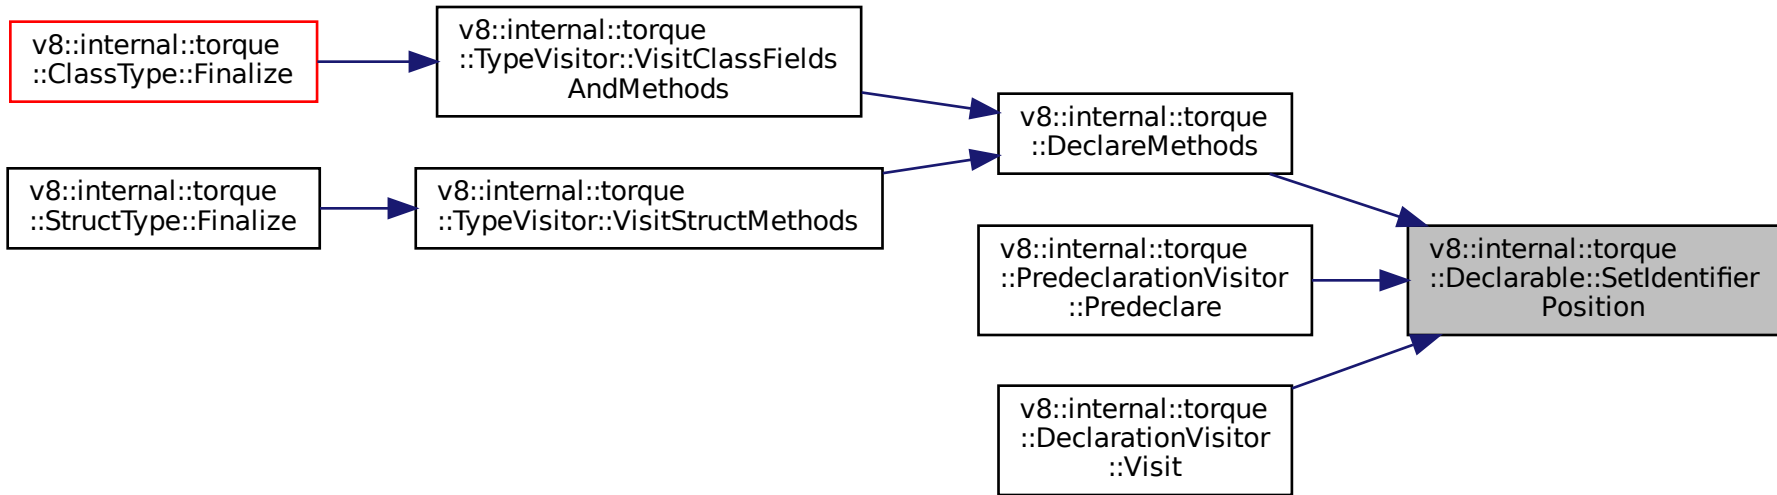 v8::internal::torque
::ClassType::Finalize
v8::internal::torque
::TypeVisitor::VisitClassFields
AndMethods
v8::internal::torque
::DeclareMethods
v8::internal::torque
::StructType::Finalize
v8::internal::torque
::TypeVisitor::VisitStructMethods
v8::internal::torque
::PredeclarationVisitor
::Predeclare
v8::internal::torque
::Declarable::SetIdentifier
Position
v8::internal::torque
::DeclarationVisitor
::Visit